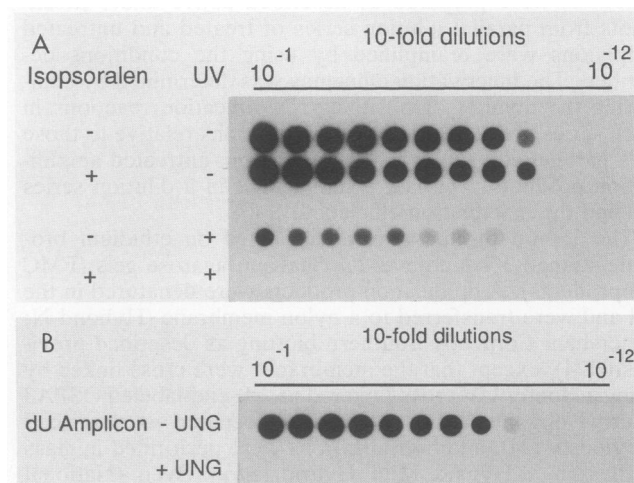 A
10-fold dilutions
Isopsoralen UV 10-1 10-12
- -
+ -
- +
+ +
B
10-fold dilutions
10-1 10-12
dU Amplicon - UNG
+ UNG